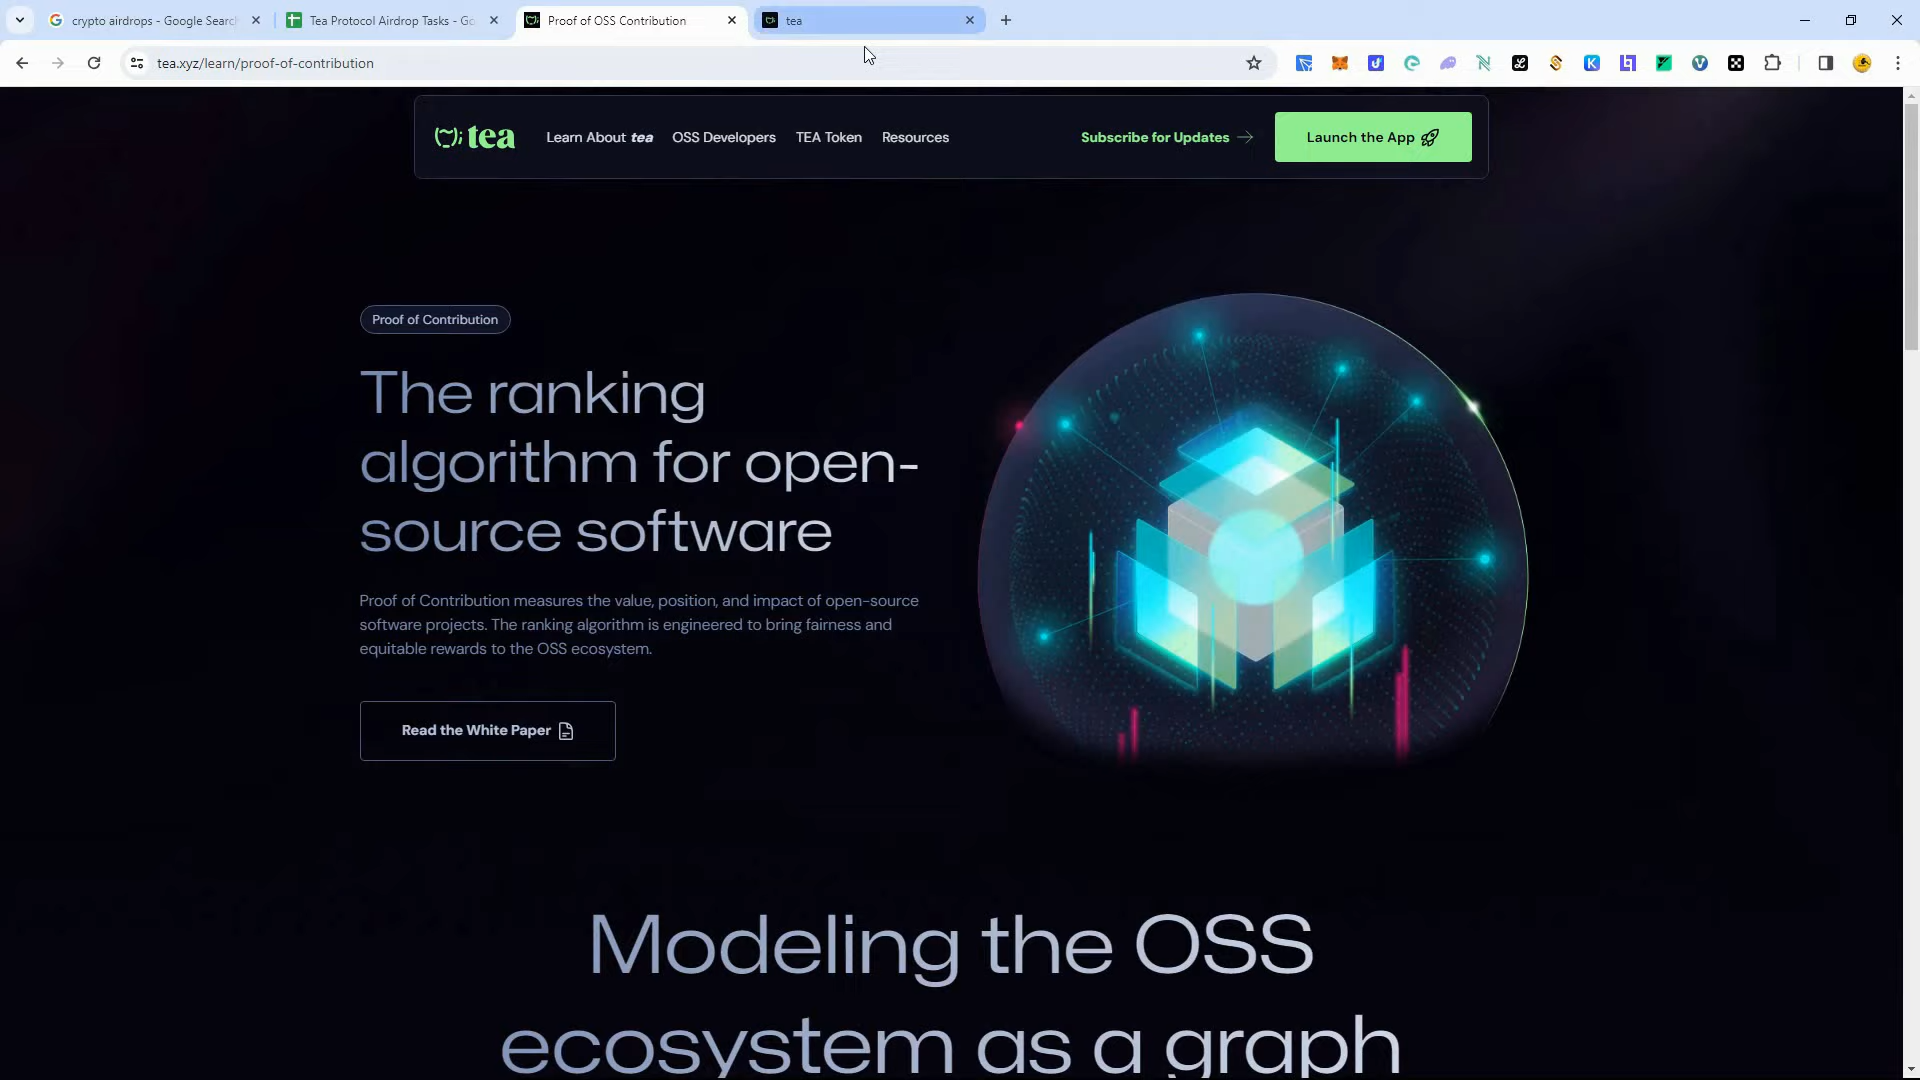 crypto airdrops - Google Search
Tea Protocol Airdrop Tasks - Go
Proof of OSS Contribution
tea
tea.xyz/learn/proof-of-contribution
tea
Learn About tea
OSS Developers
TEA Token
Resources
Subscribe for Updates
Launch the App
Proof of Contribution
The ranking
algorithm for open-
source software
Proof of Contribution measures the value, position, and impact of open-source
software projects. The ranking algorithm is engineered to bring fairness and
equitable rewards to the OSS ecosystem.
Read the White Paper
Modeling the OSS
ecosystem as a graph